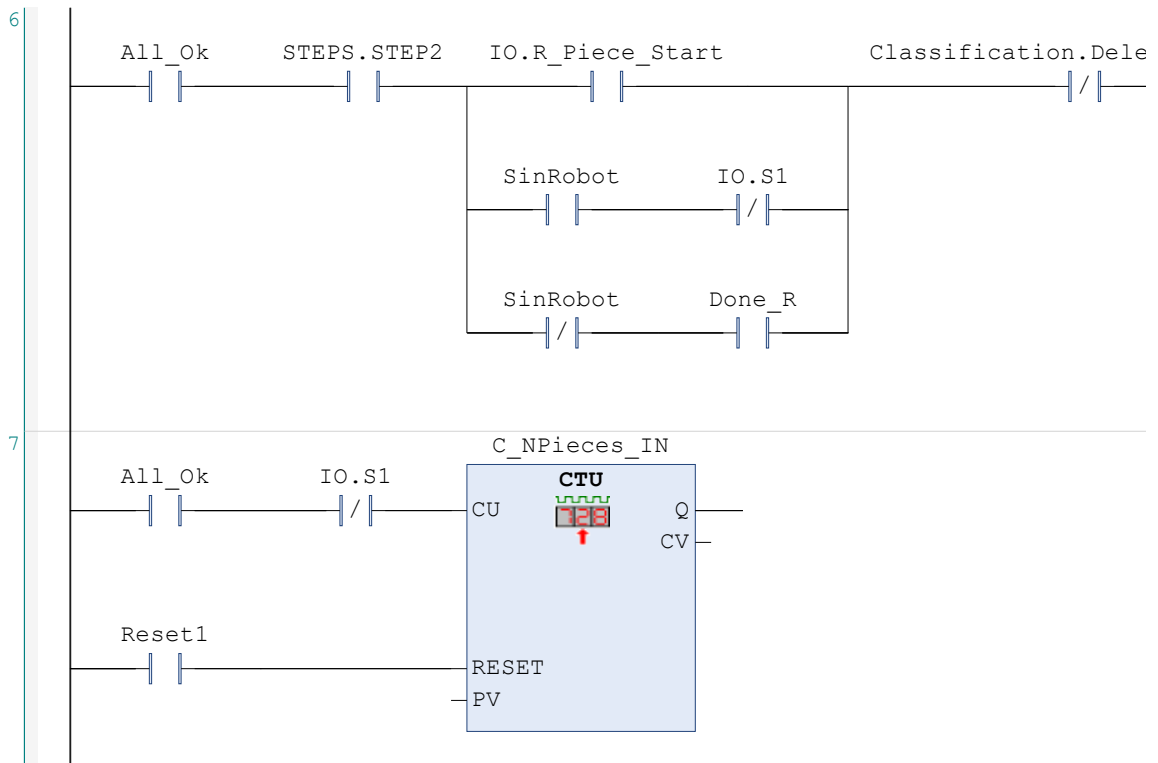 6
All_Ok STEPS.STEP2 IO.R_Piece_Start Classification.Dele
/
SinRobot IO.S1
/
SinRobot Done_R
/
7
C_NPieces_IN
All_Ok IO.S1
CTU
/
CU 728 Q
CV
Reset1
RESET
PV